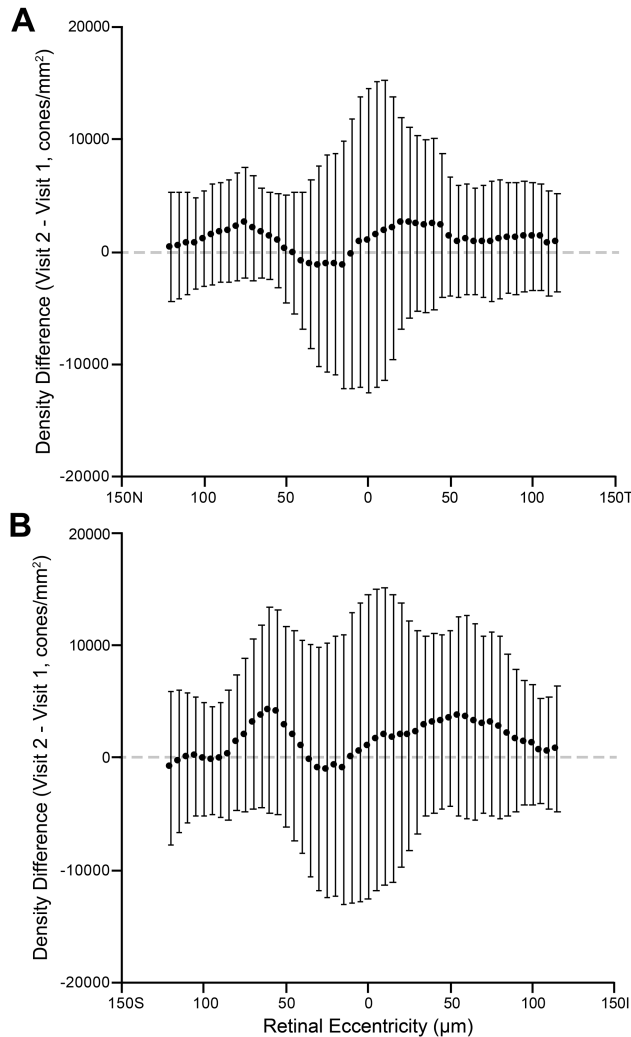 A
Density Difference (Visit 2 - Visit 1, cones/mm²)
20000
10000
0
-10000
-20000
150N
100
50
0
50
100
150T
B
Density Difference (Visit 2 - Visit 1, cones/mm²)
20000
10000
0
-10000
-20000
150S
100
50
0
50
100
150I
Retinal Eccentricity (µm)